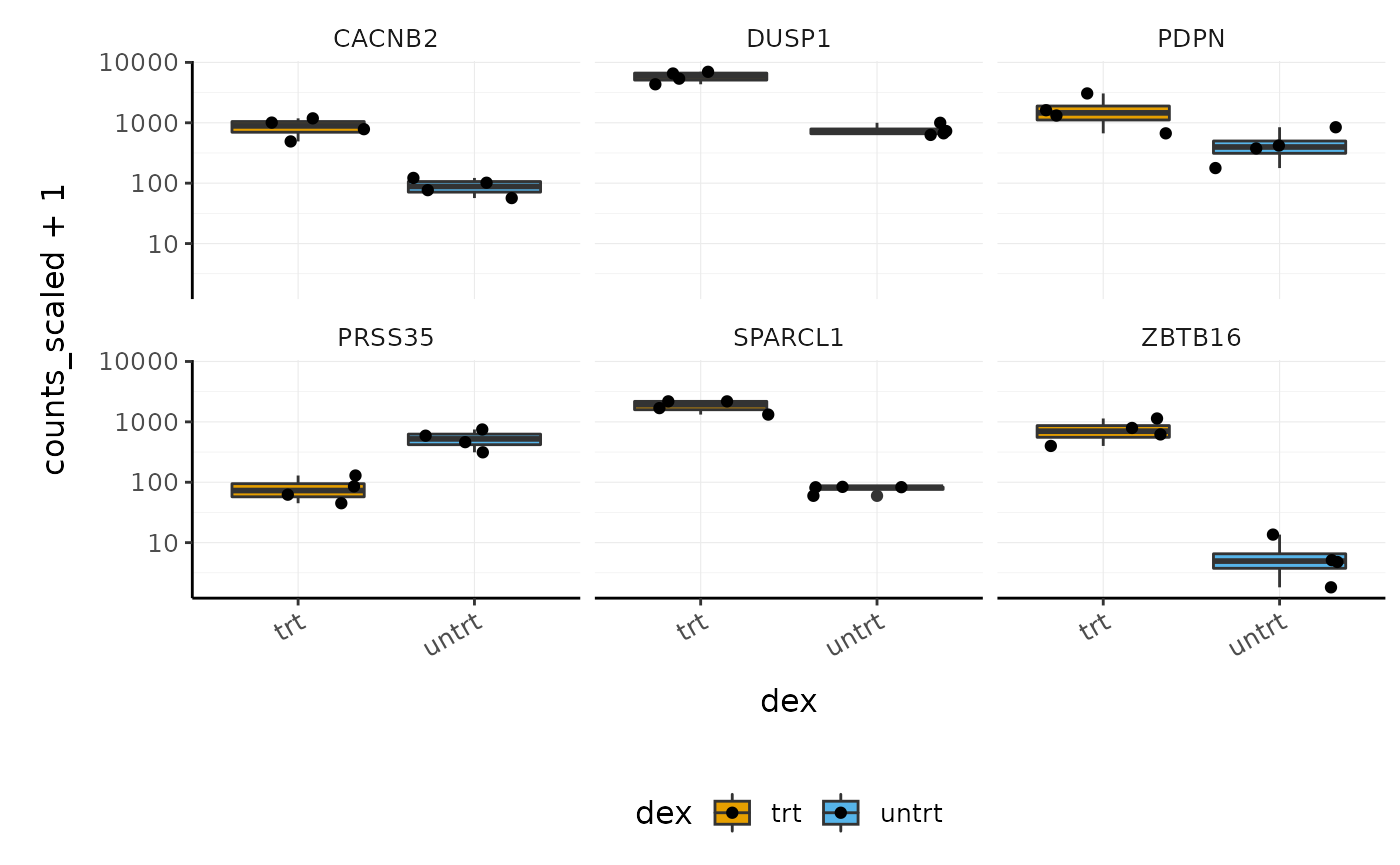 CACNB2 DUSP1 PDPN
10000
1000
100
10
PRSS35 SPARCL1 ZBTB16
10000
1000
100
10
counts_scaled + 1
trt untrt trt untrt trt untrt
dex
dex trt untrt